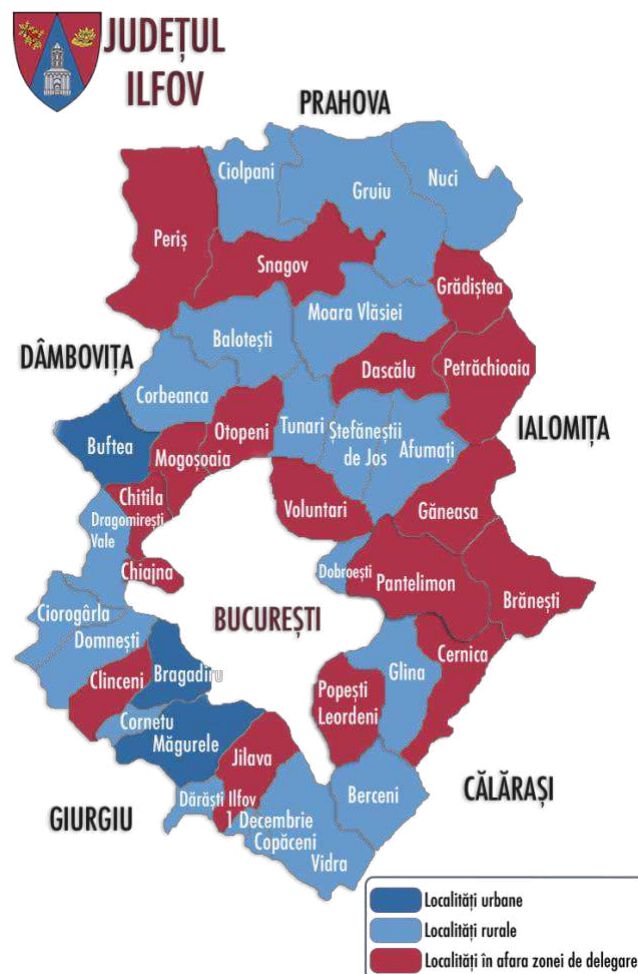 JUDEȚUL
ILFOV
PRAHOVA
Ciolpani
Gruiu
Nuci
Periș
Snagov
Grădiștea
Moara Vlăsiei
Balotești
DÂMBOVIȚA
Dascălu
Petrăchioaia
Corbeanca
Otopeni
Tunari
Ștefăneștii
de Jos
Afumați
IALOMIȚA
Buftea
Mogoșoaia
Chitila
Voluntari
Găneasa
Dragomirești
Vale
Chiajna
Dobroești
Pantelimon
Brănești
Ciorogârla
BUCUREȘTI
Domnești
Cernica
Clinceni
Bragadiru
Glina
Popești
Leordeni
Cornetu
Măgurele
Jilava
CĂLĂRAȘI
Berceni
Dărăști Ilfov
GIURGIU
1 Decembrie
Copăceni
Vidra
Localități urbane
Localități rurale
Localități în afara zonei de delegare